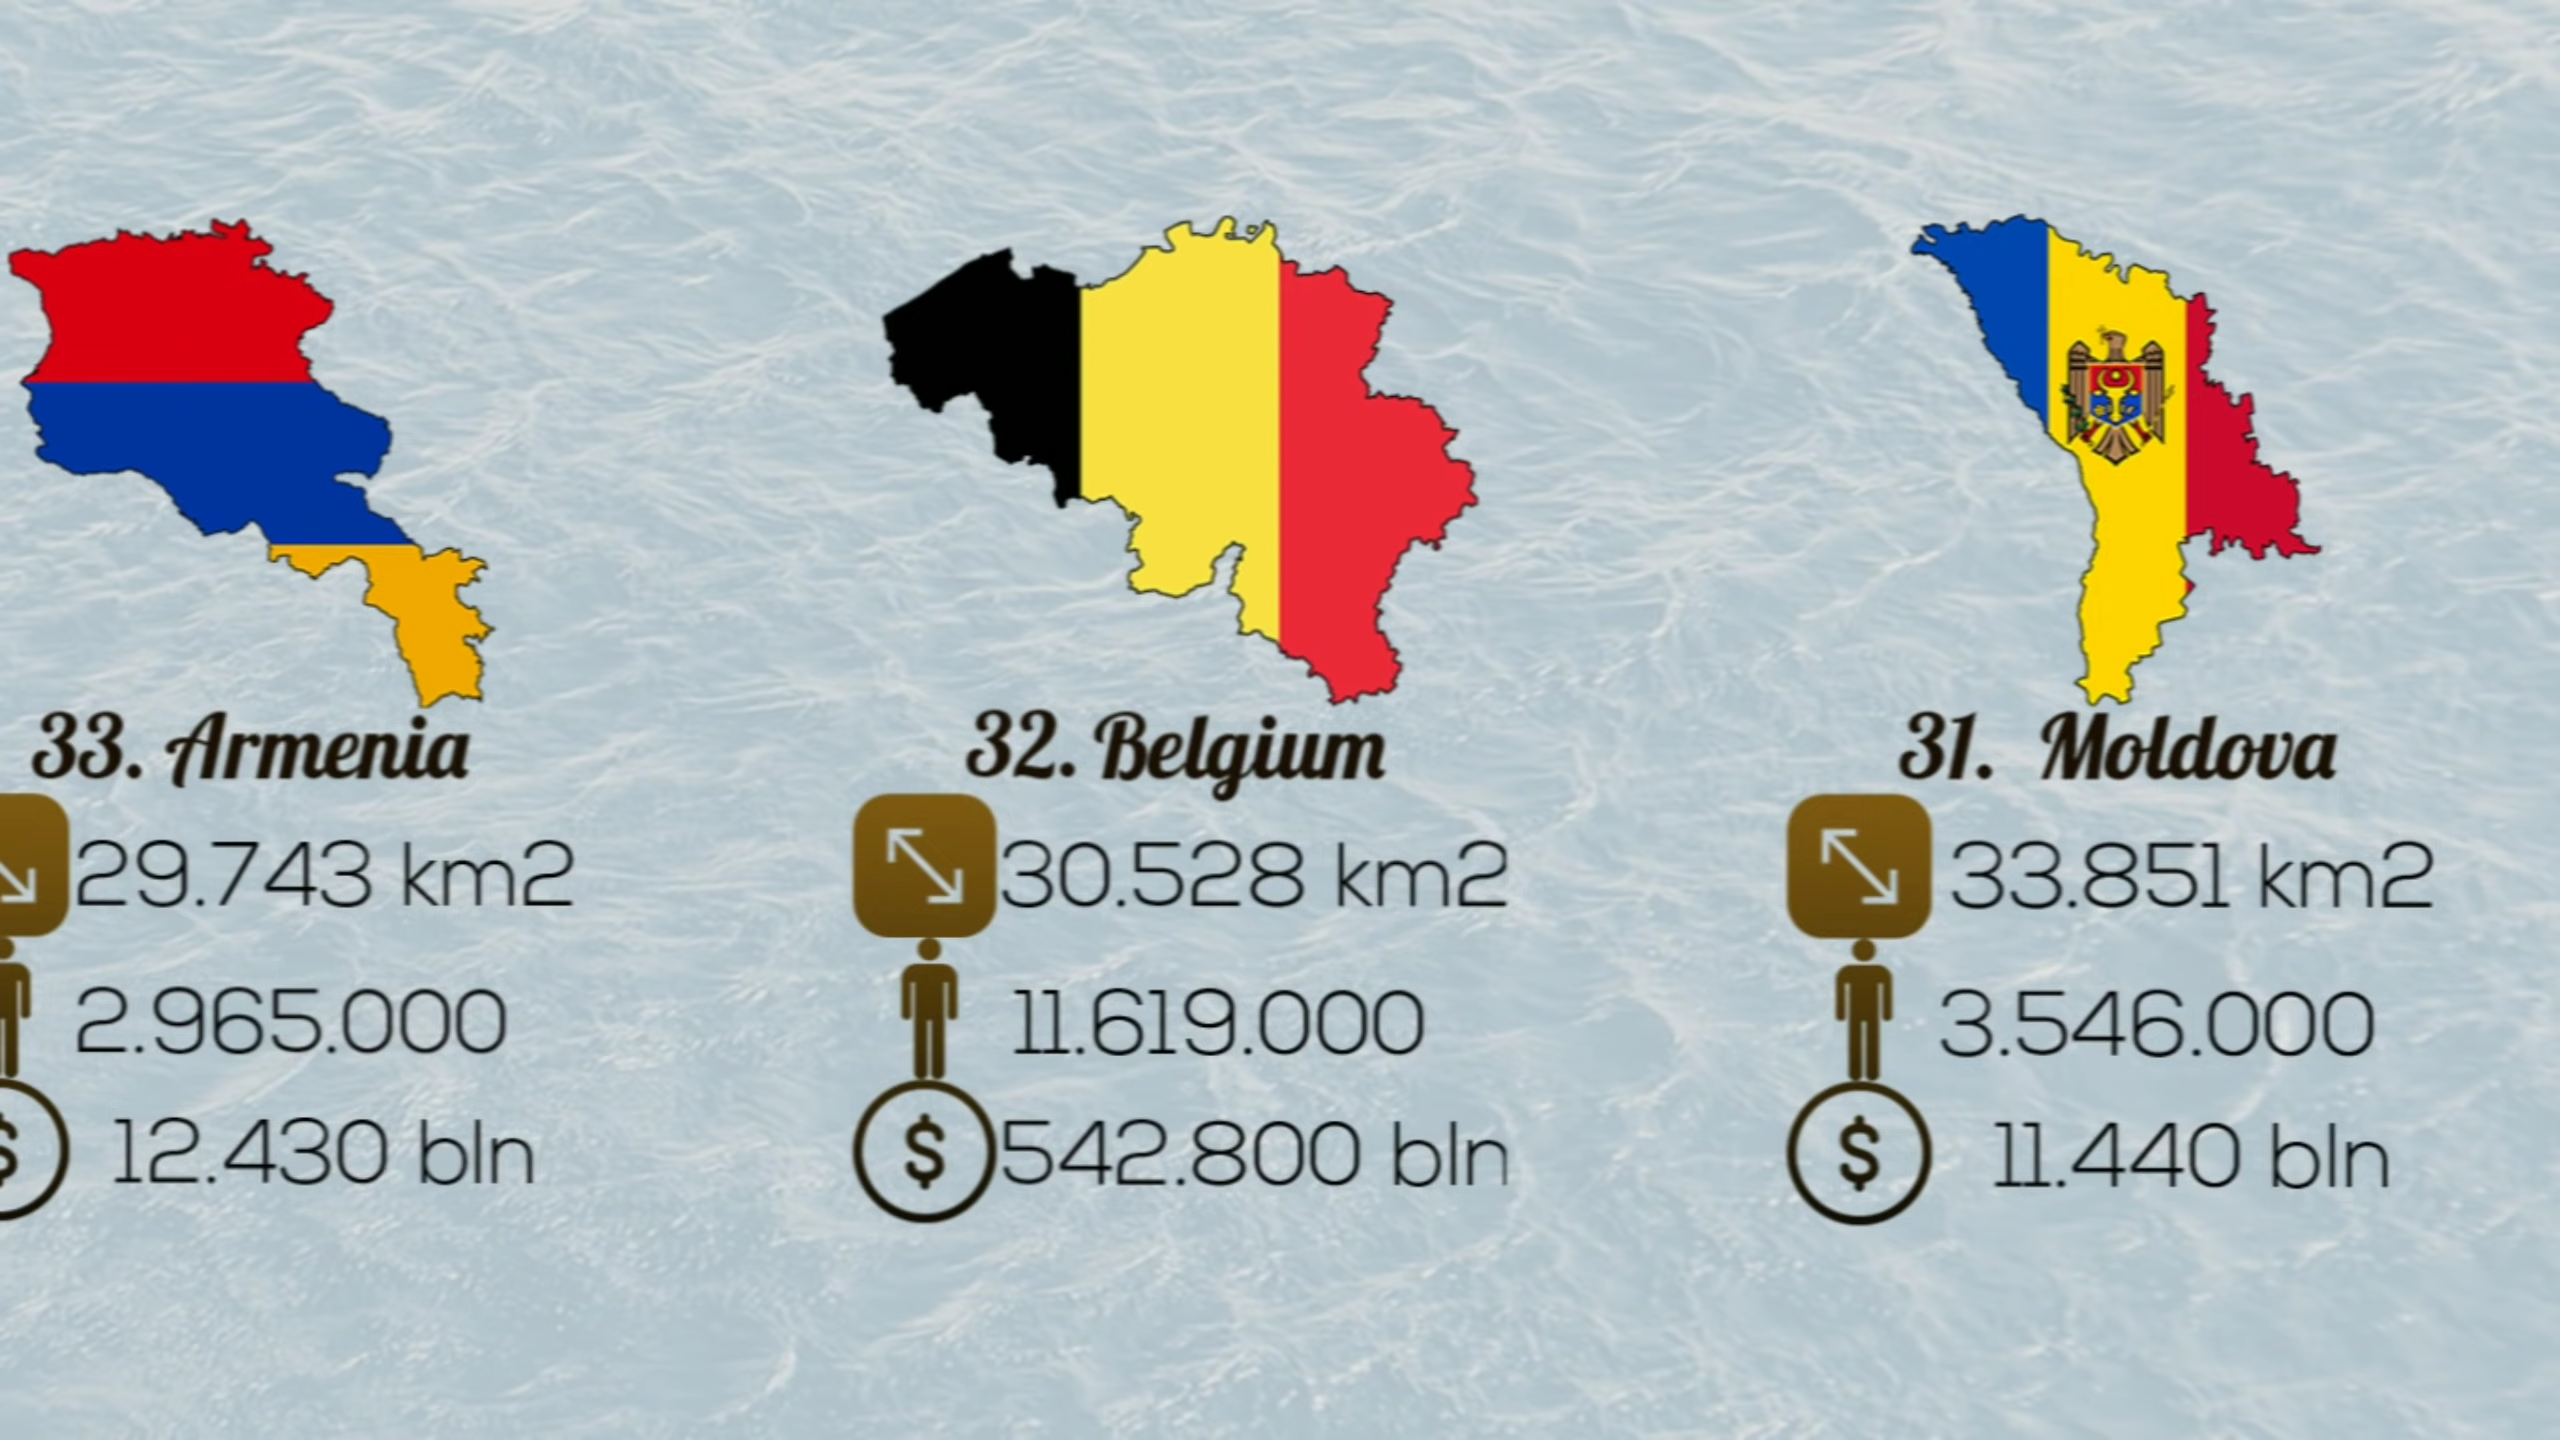 33. Armenia
29.743 km2
2.965.000
$ 12.430 bln
32. Belgium
30.528 km2
11.619.000
$ 542.800 bln
31. Moldova
33.851 km2
3.546.000
$ 11.440 bln